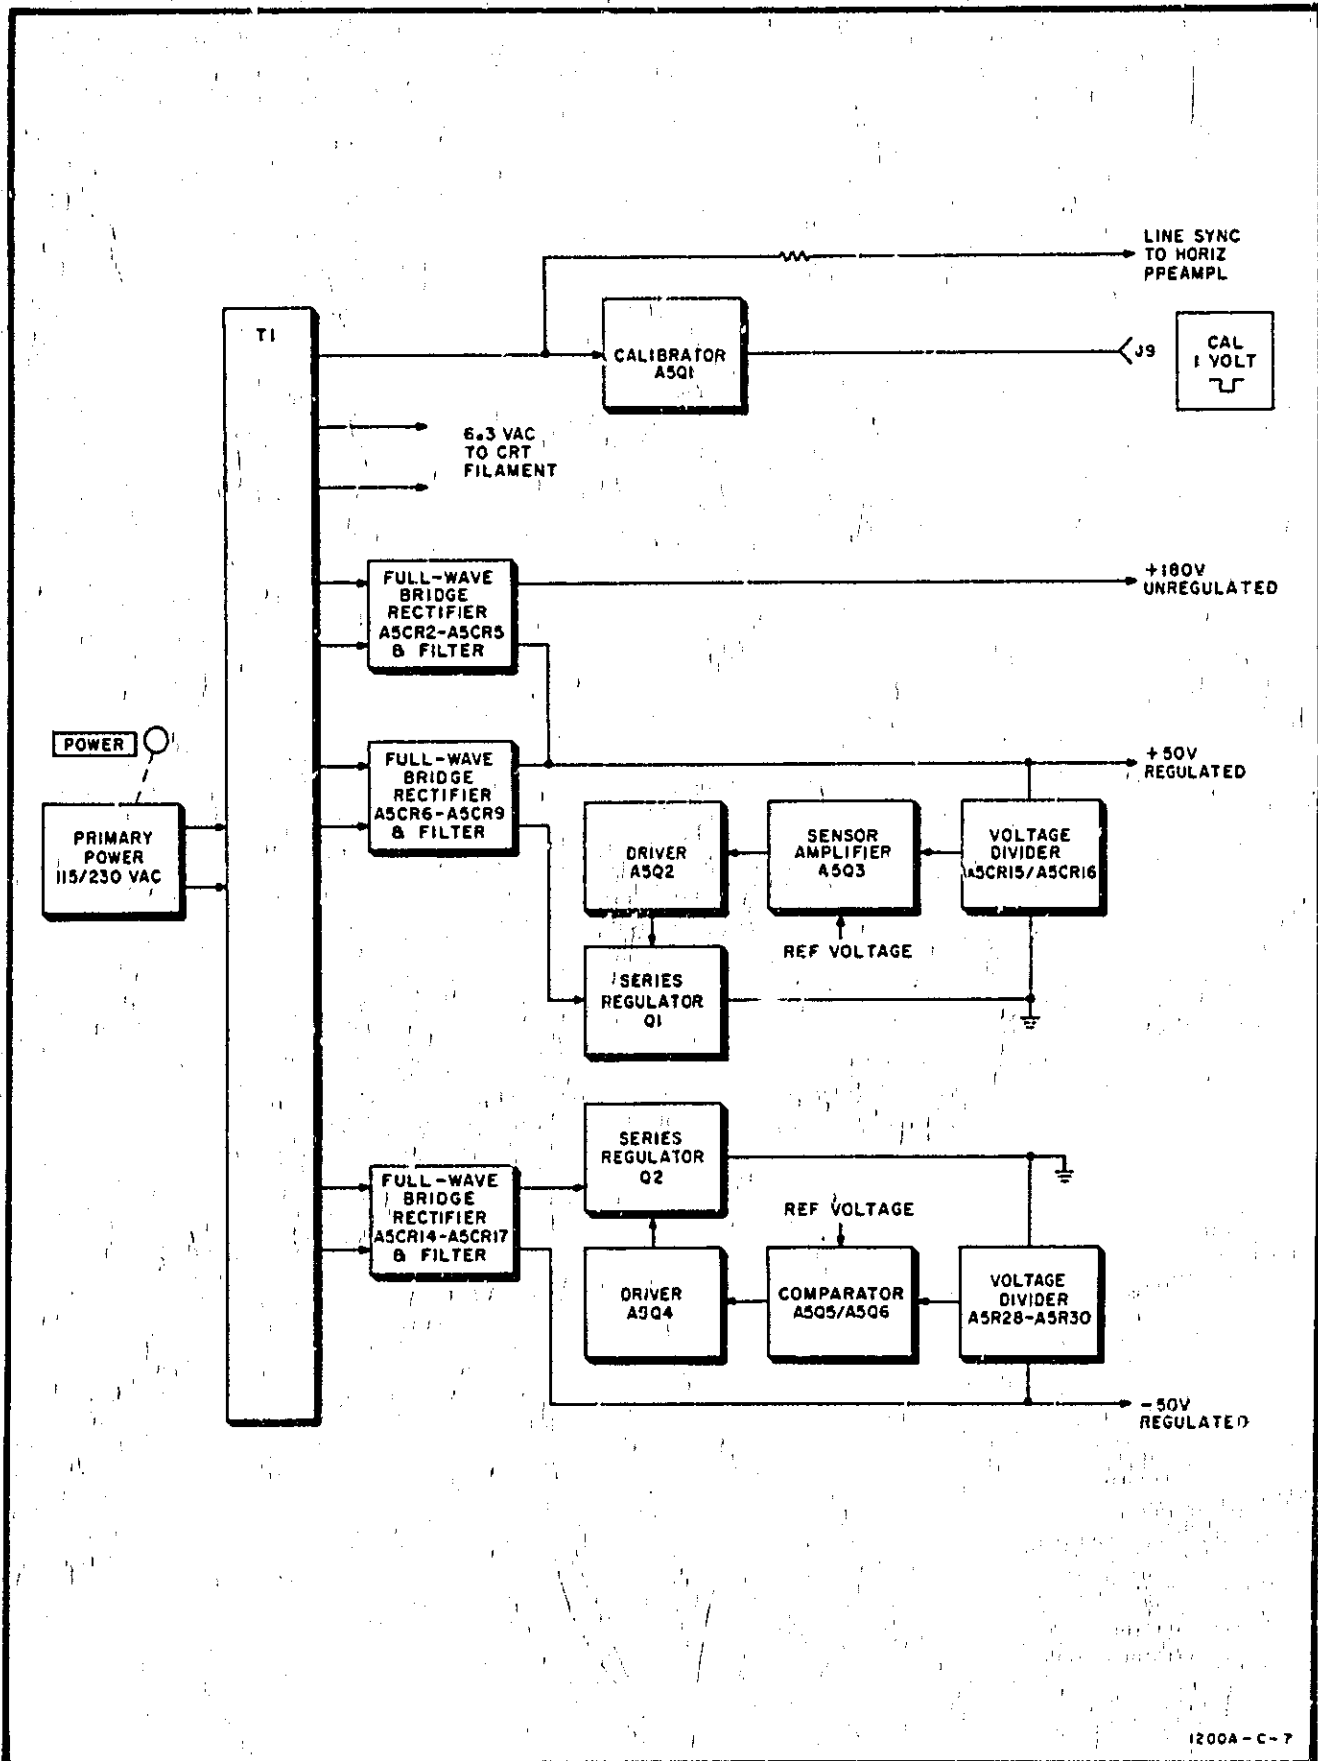 LINE SYNC
TO HORIZ
PPEAMPL
T1
CALIBRATOR
A5Q1
J9
CAL
1 VOLT
6.3 VAC
TO CRT
FILAMENT
FULL-WAVE
BRIDGE
RECTIFIER
A5CR2-A5CR5
& FILTER
+180V
UNREGULATED
POWER
FULL-WAVE
BRIDGE
RECTIFIER
A5CR6-A5CR9
& FILTER
+50V
REGULATED
PRIMARY
POWER
115/230 VAC
DRIVER
A5Q2
SENSOR
AMPLIFIER
A5Q3
VOLTAGE
DIVIDER
A5CR15/A5CR16
REF VOLTAGE
SERIES
REGULATOR
Q1
SERIES
REGULATOR
Q2
FULL-WAVE
BRIDGE
RECTIFIER
A5CR14-A5CR17
& FILTER
REF VOLTAGE
DRIVER
A5Q4
COMPARATOR
A5Q5/A5Q6
VOLTAGE
DIVIDER
A5R28-A5R30
-50V
REGULATED
1200A-C-7